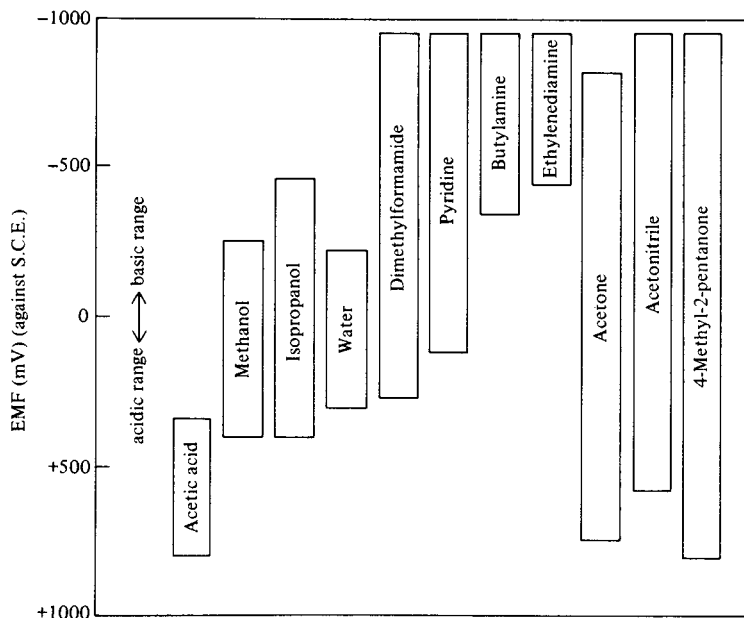 EMF (mV) (against S.C.E.)
−1000
−500
0
+500
+1000
acidic range ⟷ basic range
Acetic acid
Methanol
Isopropanol
Water
Dimethylformamide
Pyridine
Butylamine
Ethylenediamine
Acetone
Acetonitrile
4-Methyl-2-pentanone